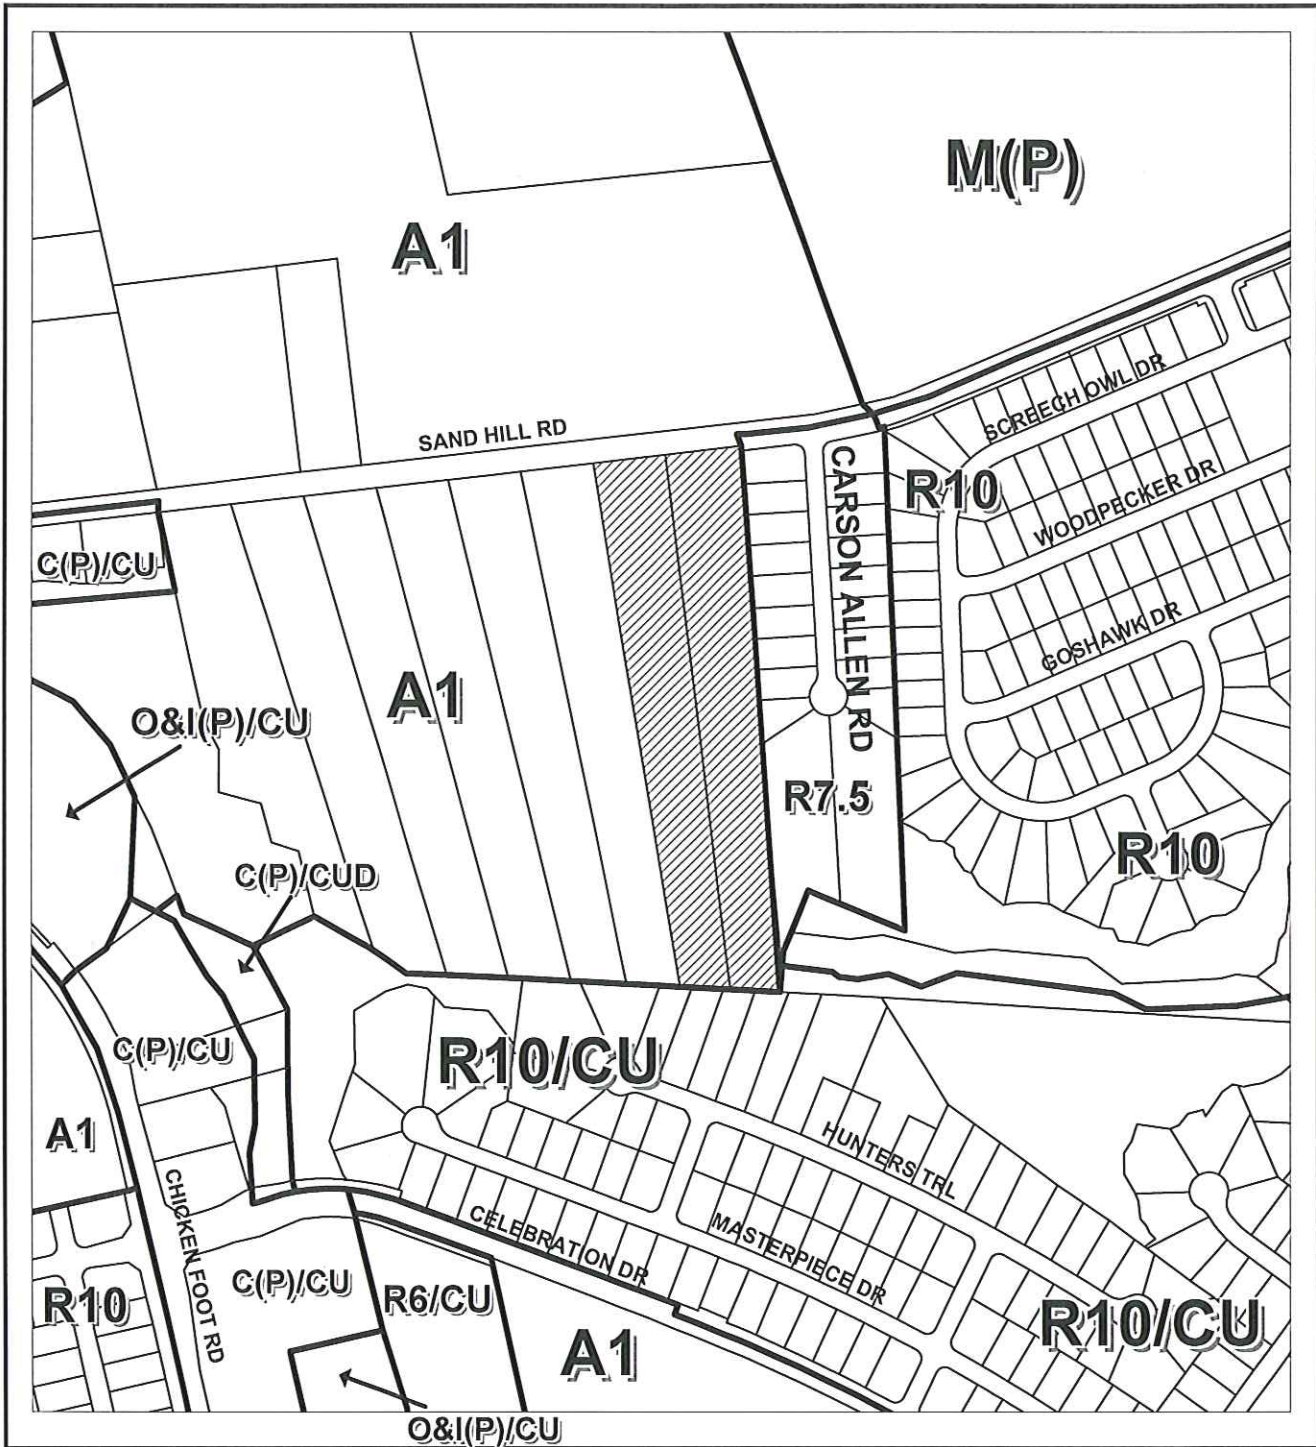 M(P)
A1
SAND HILL RD
SCREECH OWL DR
CARSON ALLEN RD
R10
WOODPECKER DR
C(P)/CU
GOSHAWK DR
A1
O&I(P)/CU
R7.5
R10
C(P)/CUD
C(P)/CU
R10/CU
A1
HUNTERS TRL
CHICKEN FOOT RD
CELEBRATION DR
MASTERPIECE DR
C(P)/CU
R6/CU
R10
R10/CU
A1
O&I(P)/CU